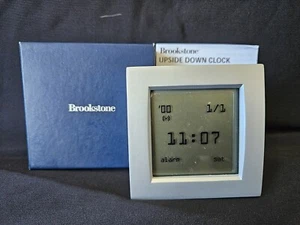 Brookstone
UPSIDE DOWN CLOCK
Brookstone
'00 1/1
11:07
alarm